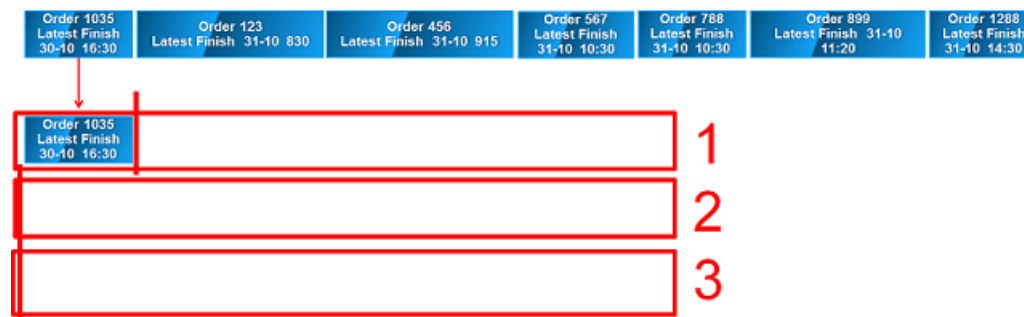 Order 1035
Latest Finish
30-10 16:30
Order 123
Latest Finish 31-10 830
Order 456
Latest Finish 31-10 915
Order 567
Latest Finish
31-10 10:30
Order 788
Latest Finish
31-10 10:30
Order 899
Latest Finish 31-10
11:20
Order 1288
Latest Finish
31-10 14:30
Order 1035
Latest Finish
30-10 16:30
1
2
3